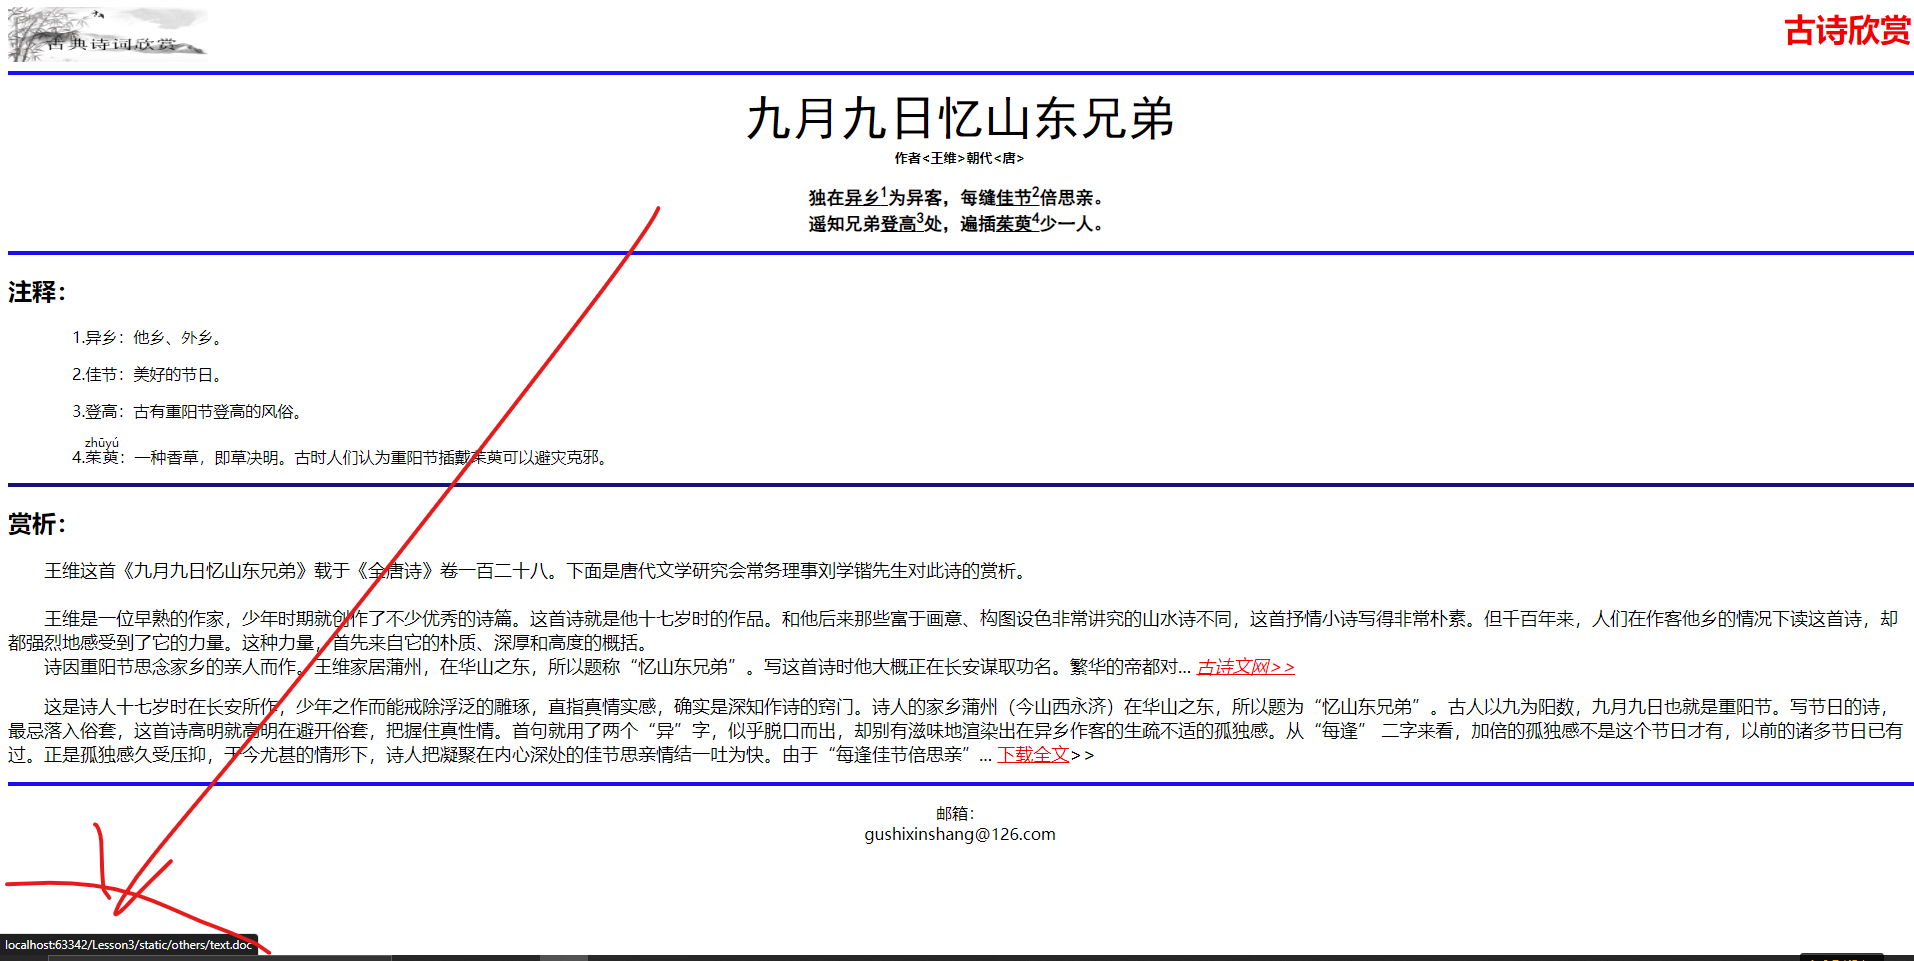 古典诗词欣赏
古诗欣赏
九月九日忆山东兄弟
作者<王维>朝代<唐>
独在异乡1为异客，每缝佳节2倍思亲。
遥知兄弟登高3处，遍插茱萸4少一人。
注释：
1.异乡：他乡、外乡。
2.佳节：美好的节日。
3.登高：古有重阳节登高的风俗。
zhūyú
4.茱萸：一种香草，即草决明。古时人们认为重阳节插戴茱萸可以避灾克邪。
赏析：
王维这首《九月九日忆山东兄弟》载于《全唐诗》卷一百二十八。下面是唐代文学研究会常务理事刘学锴先生对此诗的赏析。
王维是一位早熟的作家，少年时期就创作了不少优秀的诗篇。这首诗就是他十七岁时的作品。和他后来那些富于画意、构图设色非常讲究的山水诗不同，这首抒情小诗写得非常朴素。但千百年来，人们在作客他乡的情况下读这首诗，却
都强烈地感受到了它的力量。这种力量，首先来自它的朴质、深厚和高度的概括。
诗因重阳节思念家乡的亲人而作。王维家居蒲州，在华山之东，所以题称“忆山东兄弟”。写这首诗时他大概正在长安谋取功名。繁华的帝都对... 古诗文网>>
这是诗人十七岁时在长安所作，少年之作而能戒除浮泛的雕琢，直指真情实感，确实是深知作诗的窍门。诗人的家乡蒲州（今山西永济）在华山之东，所以题为“忆山东兄弟”。古人以九为阳数，九月九日也就是重阳节。写节日的诗，
最忌落入俗套，这首诗高明就高明在避开俗套，把握住真性情。首句就用了两个“异”字，似乎脱口而出，却别有滋味地渲染出在异乡作客的生疏不适的孤独感。从“每逢” 二字来看，加倍的孤独感不是这个节日才有，以前的诸多节日已有
过。正是孤独感久受压抑，于今尤甚的情形下，诗人把凝聚在内心深处的佳节思亲情结一吐为快。由于“每逢佳节倍思亲”... 下载全文>>
邮箱：
gushixinshang@126.com
localhost:63342/Lesson3/static/others/text.doc